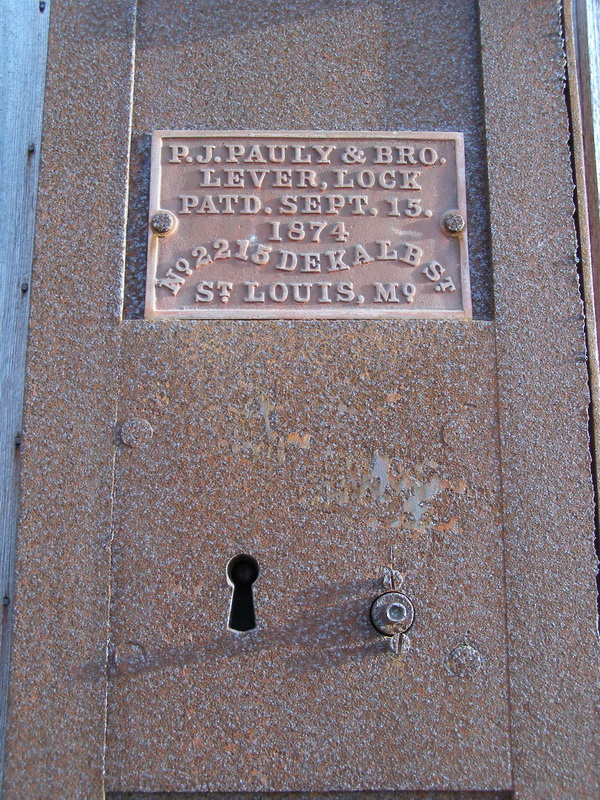 P.J. PAULY & BRO.
LEVER, LOCK
PATD. SEPT. 15.
1874
No 2215 DEKALB ST
ST LOUIS, Mo